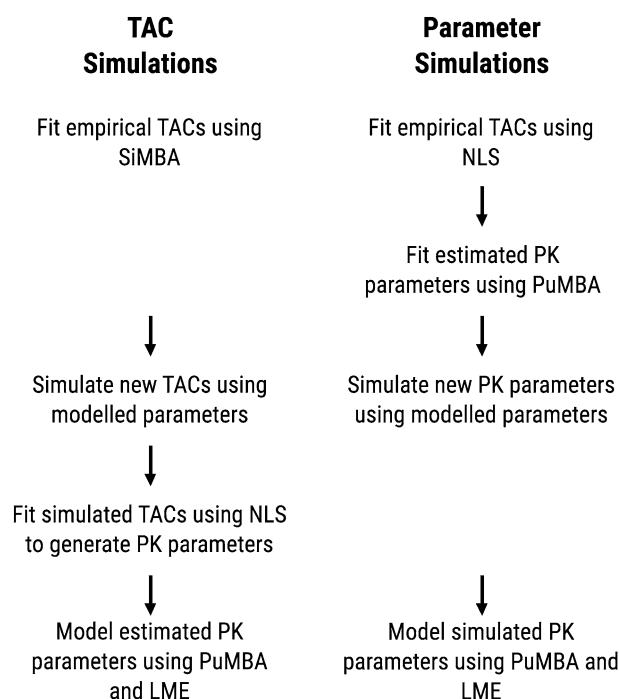 TAC
Simulations
Fit empirical TACs using
SiMBA
Simulate new TACs using
modelled parameters
Fit simulated TACs using NLS
to generate PK parameters
Model estimated PK
parameters using PuMBA
and LME
Parameter
Simulations
Fit empirical TACs using
NLS
Fit estimated PK
parameters using PuMBA
Simulate new PK parameters
using modelled parameters
Model simulated PK
parameters using PuMBA and
LME